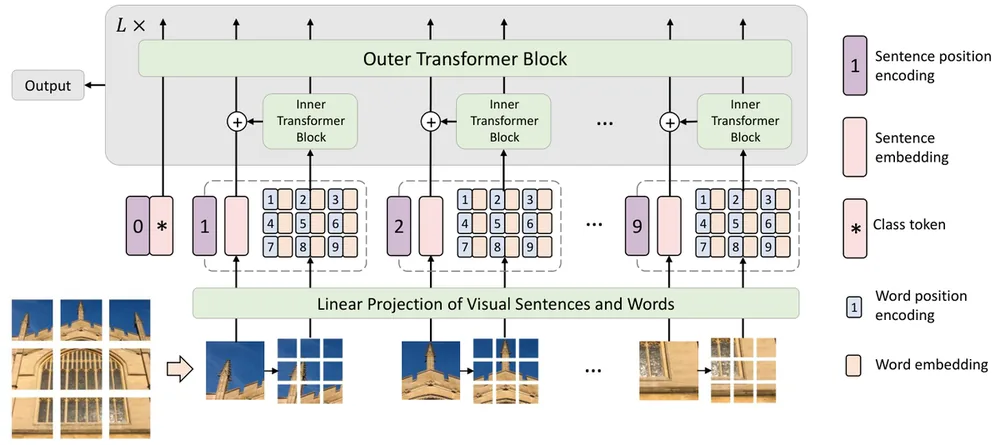 L ×
Outer Transformer Block
Output
Inner
Transformer
Block
Inner
Transformer
Block
...
Inner
Transformer
Block
+
+
+
0 *
1
1 2 3
4 5 6
7 8 9
2
1 2 3
4 5 6
7 8 9
...
9
1 2 3
4 5 6
7 8 9
Linear Projection of Visual Sentences and Words
...
1
Sentence position
encoding
Sentence
embedding
*
Class token
1
Word position
encoding
Word embedding